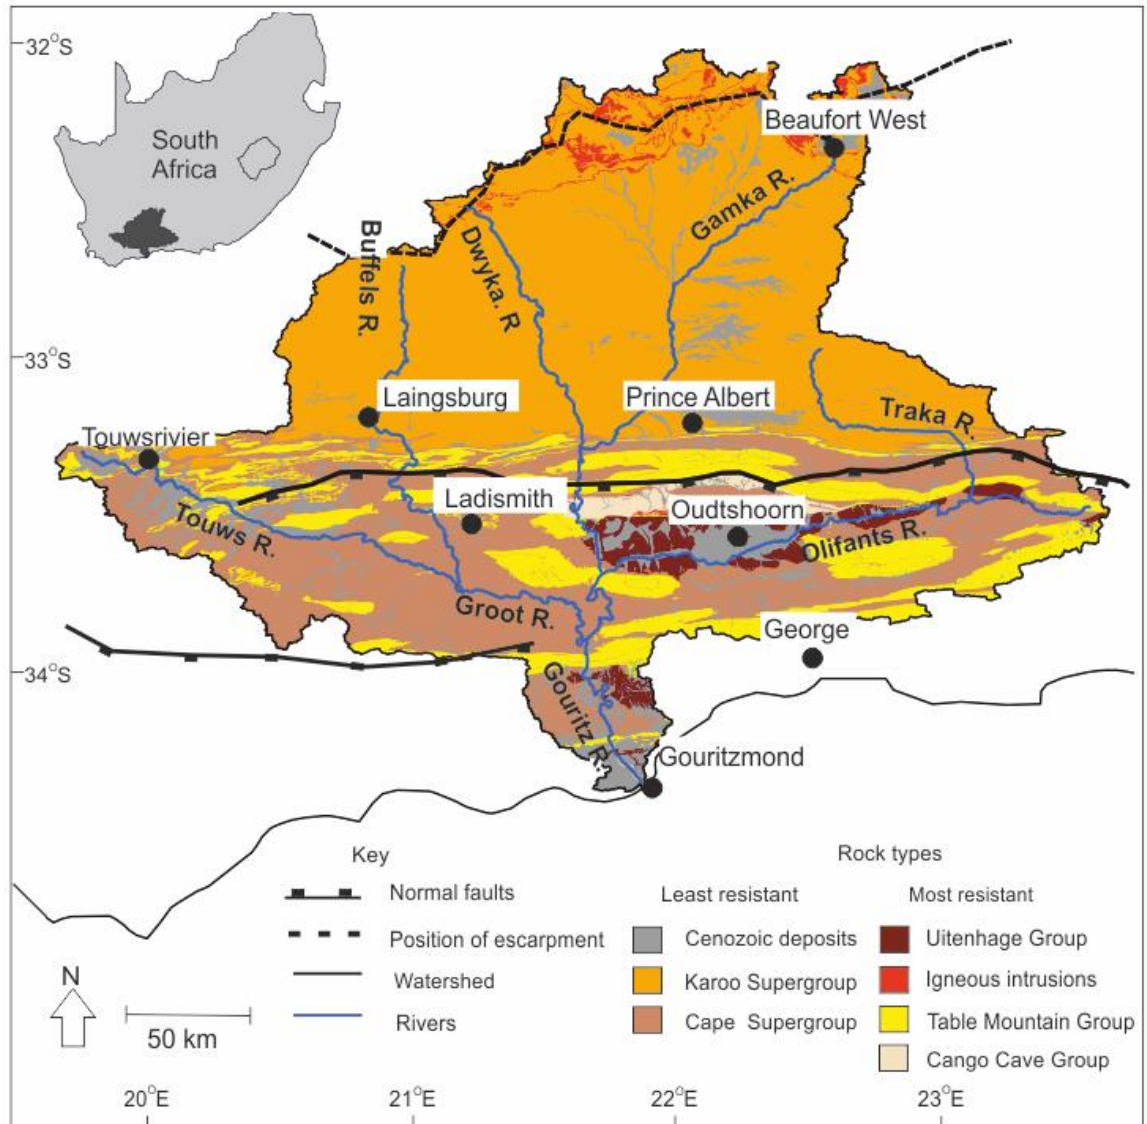 32°S
South
Africa
Beaufort West
Gamka R.
Buffels R.
Dwyka. R
33°S
Laingsburg
Prince Albert
Traka R.
Touwsrivier
Ladismith
Oudtshoorn
Touws R.
Olifants R.
Groot R.
George
34°S
Gouritz R.
Gouritzmond
Key
Rock types
Normal faults
Least resistant
Most resistant
Position of escarpment
Cenozoic deposits
Uitenhage Group
Watershed
Karoo Supergroup
Igneous intrusions
N
Rivers
Cape Supergroup
Table Mountain Group
50 km
Cango Cave Group
20°E
21°E
22°E
23°E